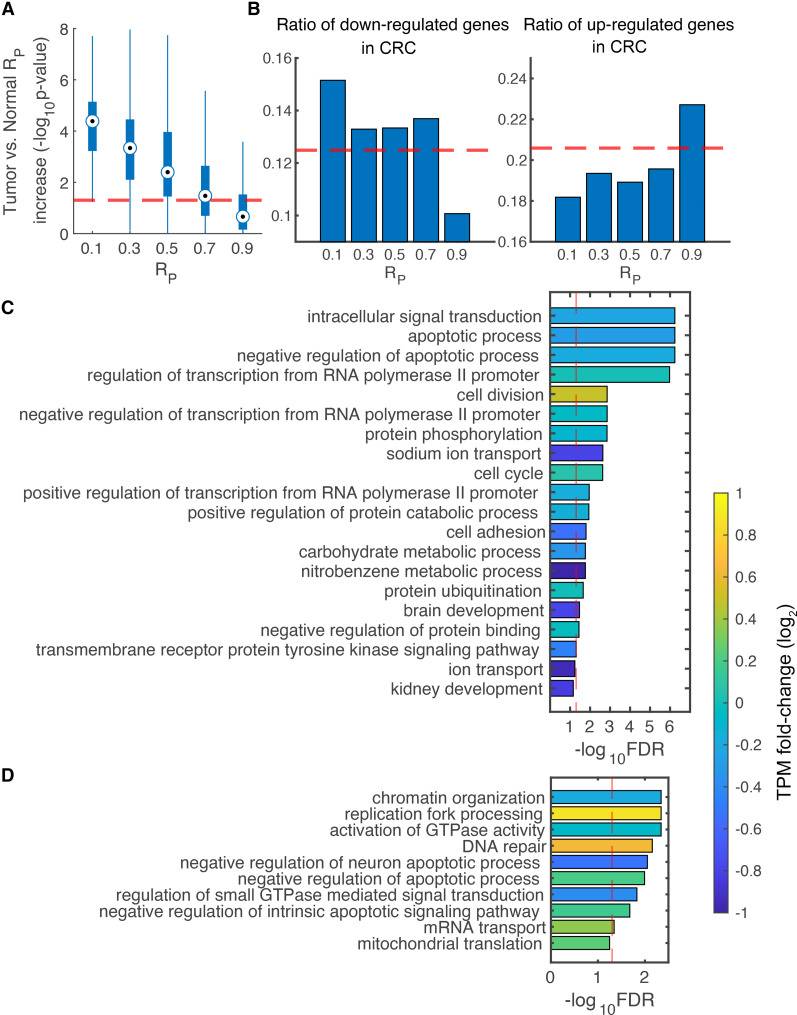 A
Tumor vs. Normal R_P
increase (-log10p-value)
8
6
4
2
0
0.1 0.3 0.5 0.7 0.9
R_P
B
Ratio of down-regulated genes
in CRC
0.16
0.14
0.12
0.1
0.1 0.3 0.5 0.7 0.9
R_P
Ratio of up-regulated genes
in CRC
0.24
0.22
0.2
0.18
0.16
0.1 0.3 0.5 0.7 0.9
R_P
C
intracellular signal transduction
apoptotic process
negative regulation of apoptotic process
regulation of transcription from RNA polymerase II promoter
cell division
negative regulation of transcription from RNA polymerase II promoter
protein phosphorylation
sodium ion transport
cell cycle
positive regulation of transcription from RNA polymerase II promoter
positive regulation of protein catabolic process
cell adhesion
carbohydrate metabolic process
nitrobenzene metabolic process
protein ubiquitination
brain development
negative regulation of protein binding
transmembrane receptor protein tyrosine kinase signaling pathway
ion transport
kidney development
1 2 3 4 5 6
-log10FDR
D
chromatin organization
replication fork processing
activation of GTPase activity
DNA repair
negative regulation of neuron apoptotic process
negative regulation of apoptotic process
regulation of small GTPase mediated signal transduction
negative regulation of intrinsic apoptotic signaling pathway
mRNA transport
mitochondrial translation
0 1 2
-log10FDR
1
0.8
0.6
0.4
0.2
0
-0.2
-0.4
-0.6
-0.8
-1
TPM fold-change (log2)